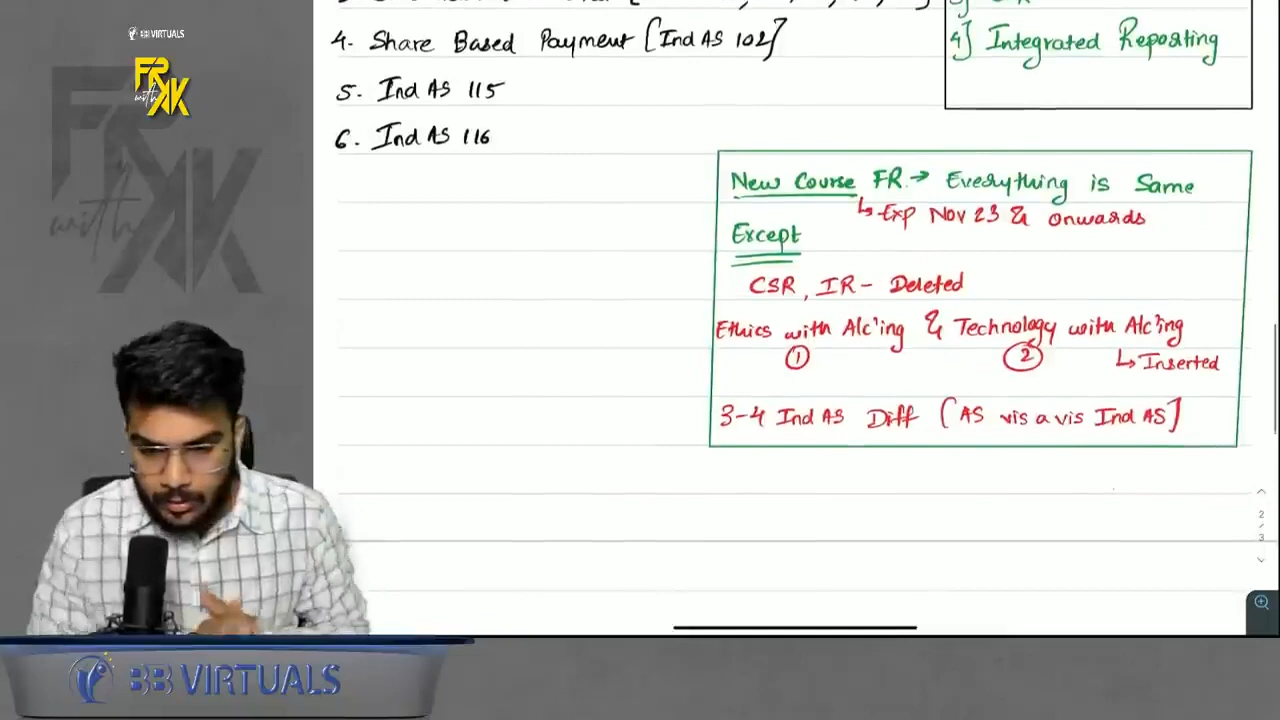 BB VIRTUALS
FR
with
AK
4. Share Based Payment [Ind AS 102]
4] Integrated Reporting
5. Ind AS 115
6. Ind AS 116
New Course FR. → Everything is Same
↳ Exp Nov 23 & onwards
Except
CSR, IR - Deleted
Ethics with A/c'ing & Technology with A/c'ing
① ② ↳ Inserted
3-4 Ind AS Diff [AS vis a vis Ind AS]
2
/
3
BB VIRTUALS